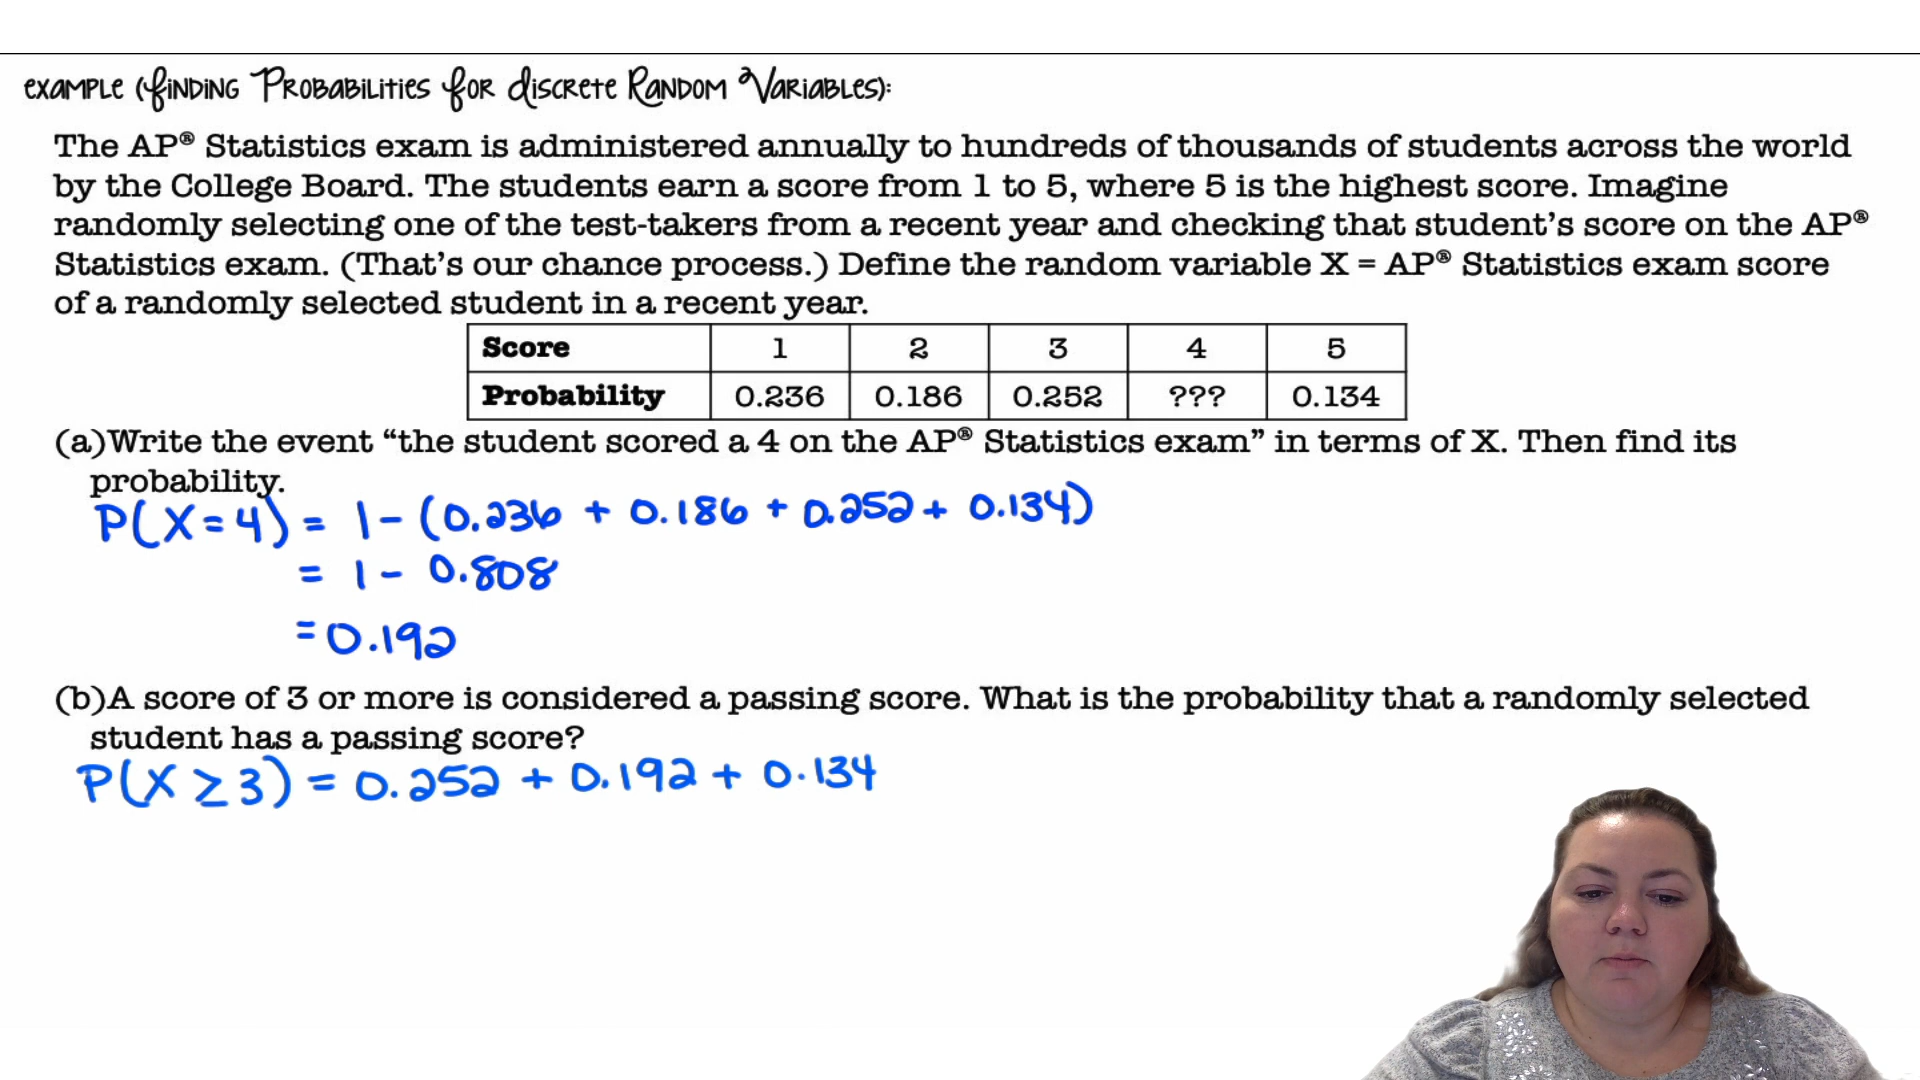 example (Finding Probabilities for Discrete Random Variables):
The AP® Statistics exam is administered annually to hundreds of thousands of students across the world
by the College Board. The students earn a score from 1 to 5, where 5 is the highest score. Imagine
randomly selecting one of the test-takers from a recent year and checking that student's score on the AP®
Statistics exam. (That's our chance process.) Define the random variable X = AP® Statistics exam score
of a randomly selected student in a recent year.
Score 1 2 3 4 5
Probability 0.236 0.186 0.252 ??? 0.134
(a)Write the event “the student scored a 4 on the AP® Statistics exam” in terms of X. Then find its
probability.
P(X=4) = 1 - (0.236 + 0.186 + 0.252 + 0.134)
= 1 - 0.808
= 0.192
(b)A score of 3 or more is considered a passing score. What is the probability that a randomly selected
student has a passing score?
P(X ≥ 3) = 0.252 + 0.192 + 0.134